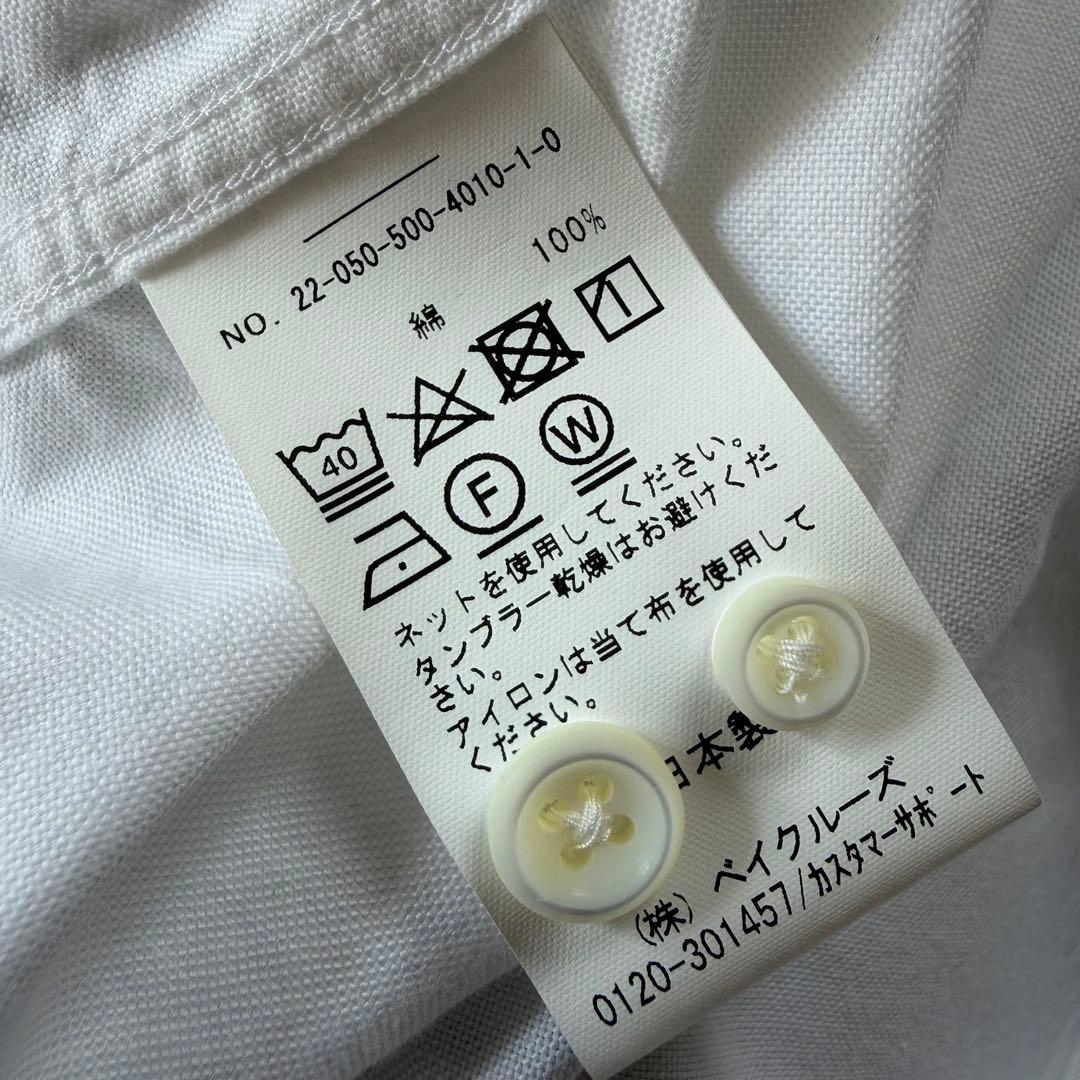 NO. 22-050-500-4010-1-0
綿 100%
40
F W
ネットを使用してください。
タンブラー乾燥はお避けくだ
さい。
アイロンは当て布を使用して
ください。
日本製
(株) ベイクルーズ
0120-301457/カスタマーサポート